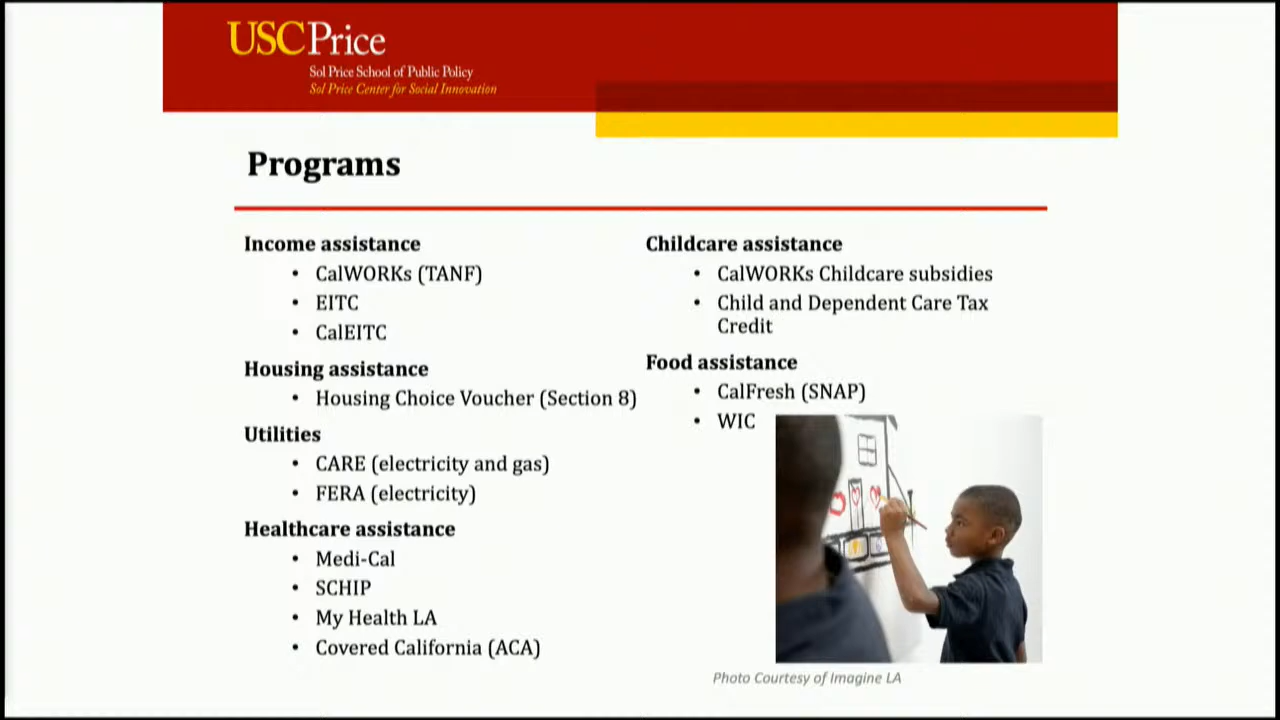 USC Price
Sol Price School of Public Policy
Sol Price Center for Social Innovation
Programs
Income assistance
• CalWORKs (TANF)
• EITC
• CalEITC
Housing assistance
• Housing Choice Voucher (Section 8)
Utilities
• CARE (electricity and gas)
• FERA (electricity)
Healthcare assistance
• Medi-Cal
• SCHIP
• My Health LA
• Covered California (ACA)
Childcare assistance
• CalWORKs Childcare subsidies
• Child and Dependent Care Tax
Credit
Food assistance
• CalFresh (SNAP)
• WIC
Photo Courtesy of Imagine LA